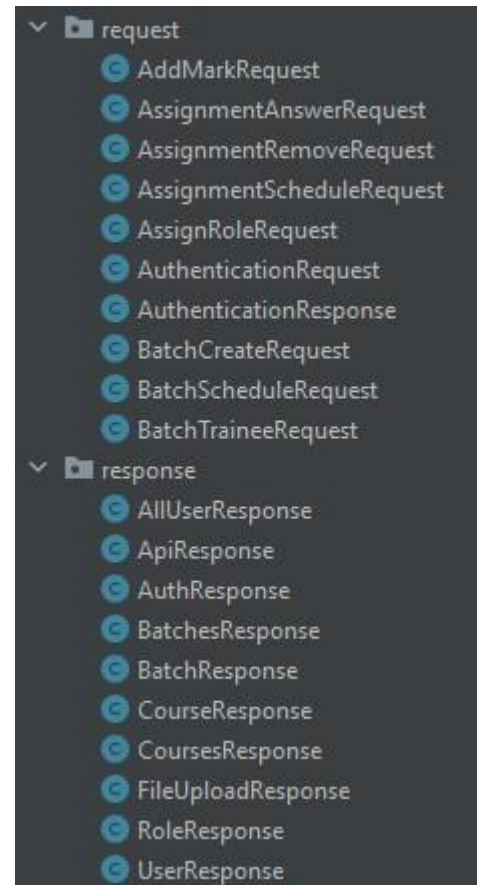 request
AddMarkRequest
AssignmentAnswerRequest
AssignmentRemoveRequest
AssignmentScheduleRequest
AssignRoleRequest
AuthenticationRequest
AuthenticationResponse
BatchCreateRequest
BatchScheduleRequest
BatchTraineeRequest
response
AllUserResponse
ApiResponse
AuthResponse
BatchesResponse
BatchResponse
CourseResponse
CoursesResponse
FileUploadResponse
RoleResponse
UserResponse